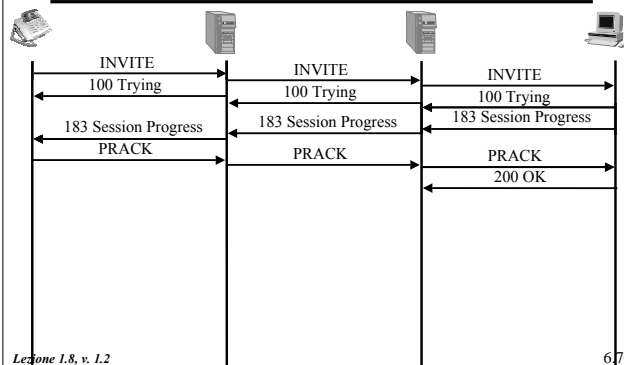 INVITE
INVITE
INVITE
100 Trying
100 Trying
100 Trying
183 Session Progress
183 Session Progress
183 Session Progress
PRACK
PRACK
PRACK
200 OK
Lezione 1.8, v. 1.2
6.7